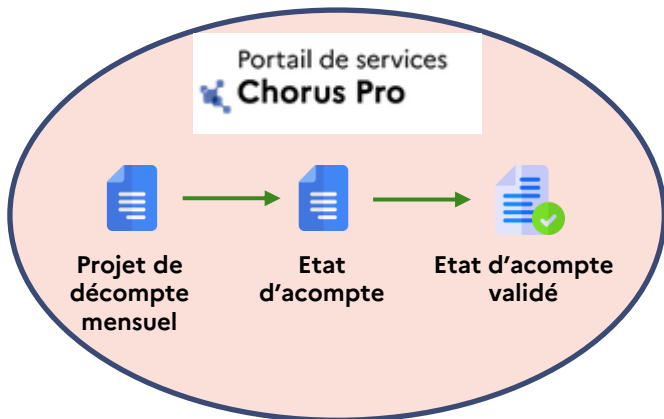 Portail de services
Chorus Pro
Projet de
décompte
mensuel
Etat
d’acompte
Etat d’acompte
validé